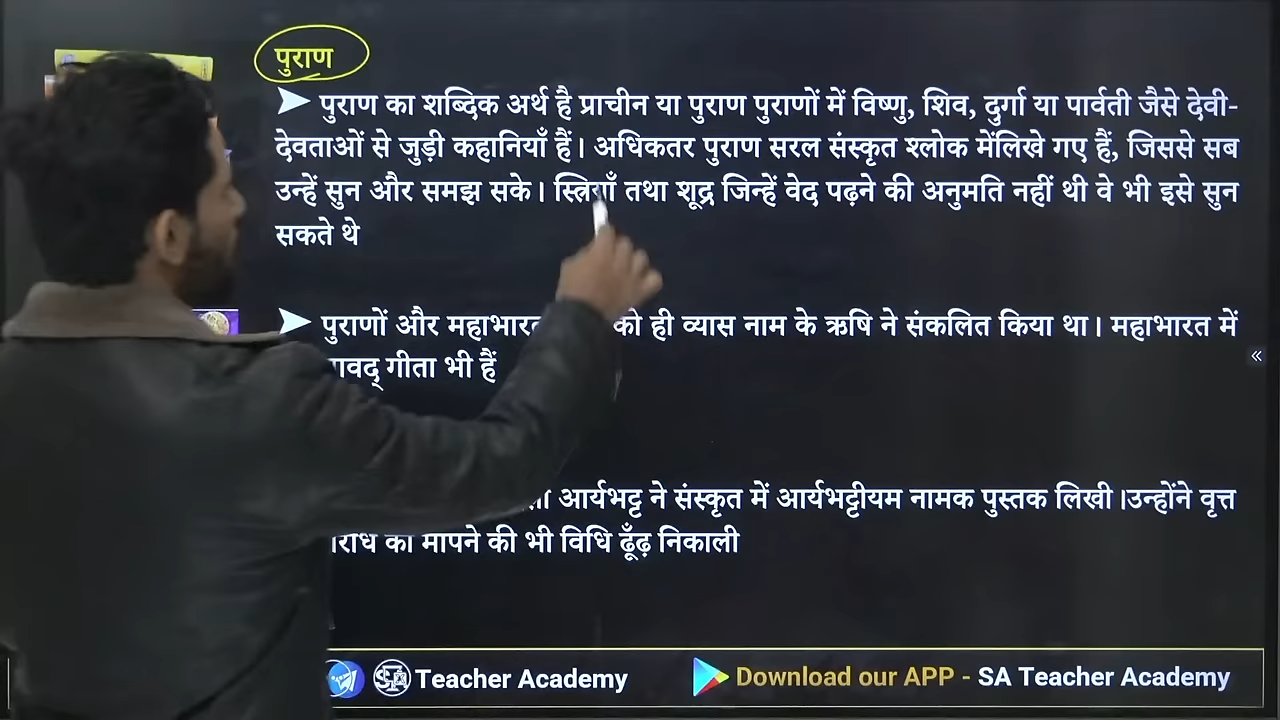 पुराण
पुराण का शब्दिक अर्थ है प्राचीन या पुराण पुराणों में विष्णु, शिव, दुर्गा या पार्वती जैसे देवी-
देवताओं से जुड़ी कहानियाँ हैं। अधिकतर पुराण सरल संस्कृत श्लोक मेंलिखे गए हैं, जिससे सब
उन्हें सुन और समझ सके। स्त्रियाँ तथा शूद्र जिन्हें वेद पढ़ने की अनुमति नहीं थी वे भी इसे सुन
सकते थे
पुराणों और को ही व्यास नाम के ऋषि ने संकलित किया था। महाभारत में
गीता भी हैं
आर्यभट्ट ने संस्कृत में आर्यभट्टीयम नामक पुस्तक लिखी।उन्होंने वृत्त
मापने की भी विधि ढूँढ़ निकाली
Teacher Academy
Download our APP - SA Teacher Academy